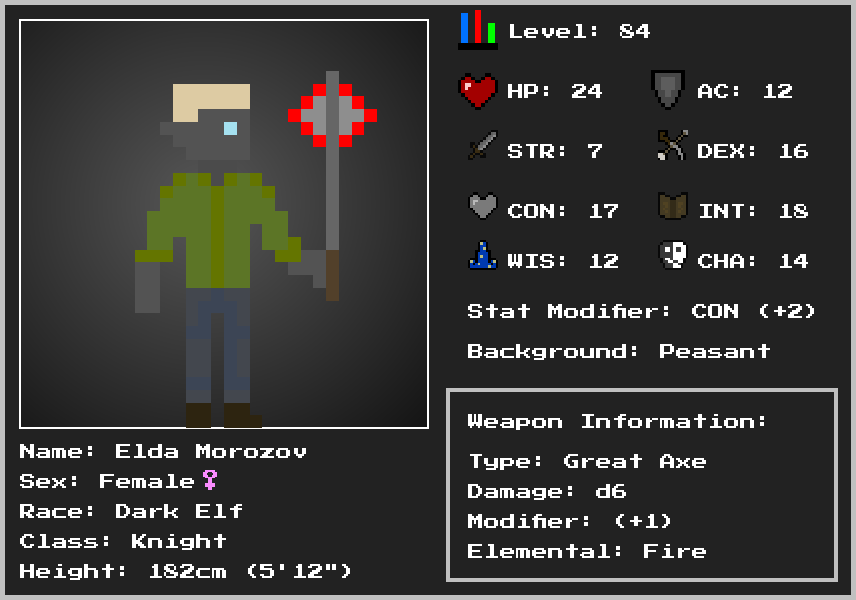 Level: 84
HP: 24
AC: 12
STR: 7
DEX: 16
CON: 17
INT: 18
WIS: 12
CHA: 14
Stat Modifier: CON (+2)
Background: Peasant
Weapon Information:
Type: Great Axe
Damage: d6
Modifier: (+1)
Elemental: Fire
Name: Elda Morozov
Sex: Female♀
Race: Dark Elf
Class: Knight
Height: 182cm (5'12")